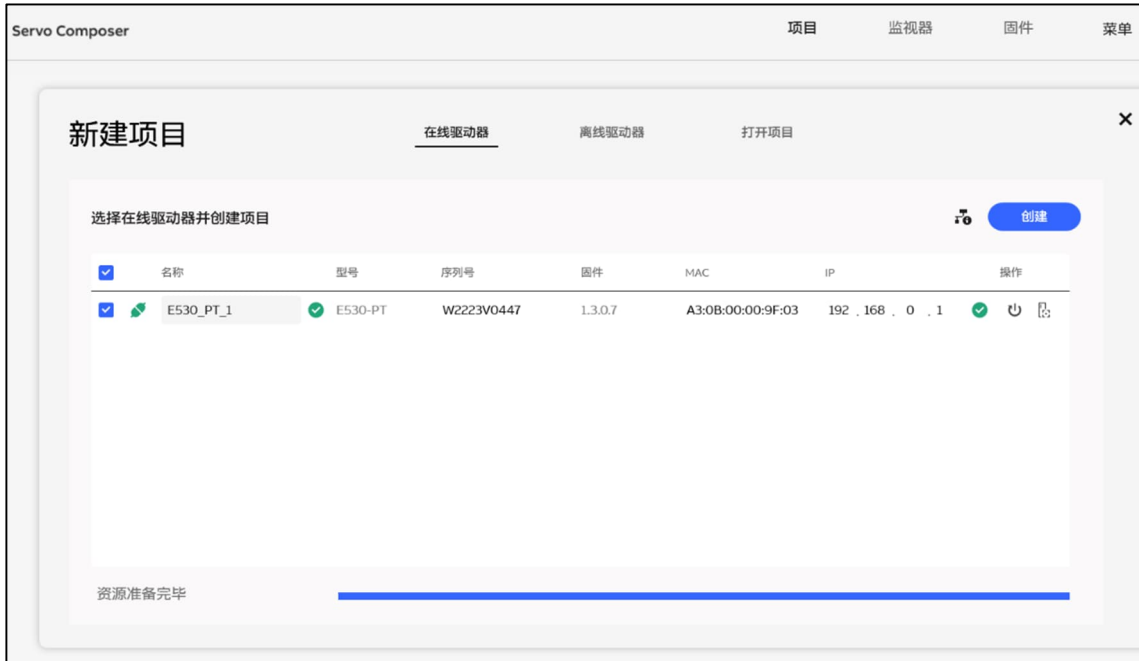 Servo Composer 项目 监视器 固件 菜单
新建项目 在线驱动器 离线驱动器 打开项目
选择在线驱动器并创建项目 创建
名称 型号 序列号 固件 MAC IP 操作
E530_PT_1 E530-PT W2223V0447 1.3.0.7 A3:0B:00:00:9F:03 192 . 168 . 0 . 1
资源准备完毕